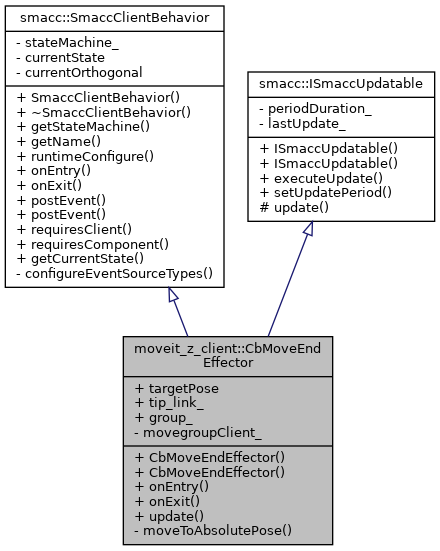 smacc::SmaccClientBehavior
- stateMachine_
- currentState
- currentOrthogonal
+ SmaccClientBehavior()
+ ~SmaccClientBehavior()
+ getStateMachine()
+ getName()
+ runtimeConfigure()
+ onEntry()
+ onExit()
+ postEvent()
+ postEvent()
+ requiresClient()
+ requiresComponent()
+ getCurrentState()
- configureEventSourceTypes()
smacc::ISmaccUpdatable
- periodDuration_
- lastUpdate_
+ ISmaccUpdatable()
+ ISmaccUpdatable()
+ executeUpdate()
+ setUpdatePeriod()
# update()
moveit_z_client::CbMoveEnd
Effector
+ targetPose
+ tip_link_
+ group_
- movegroupClient_
+ CbMoveEndEffector()
+ CbMoveEndEffector()
+ onEntry()
+ onExit()
+ update()
- moveToAbsolutePose()